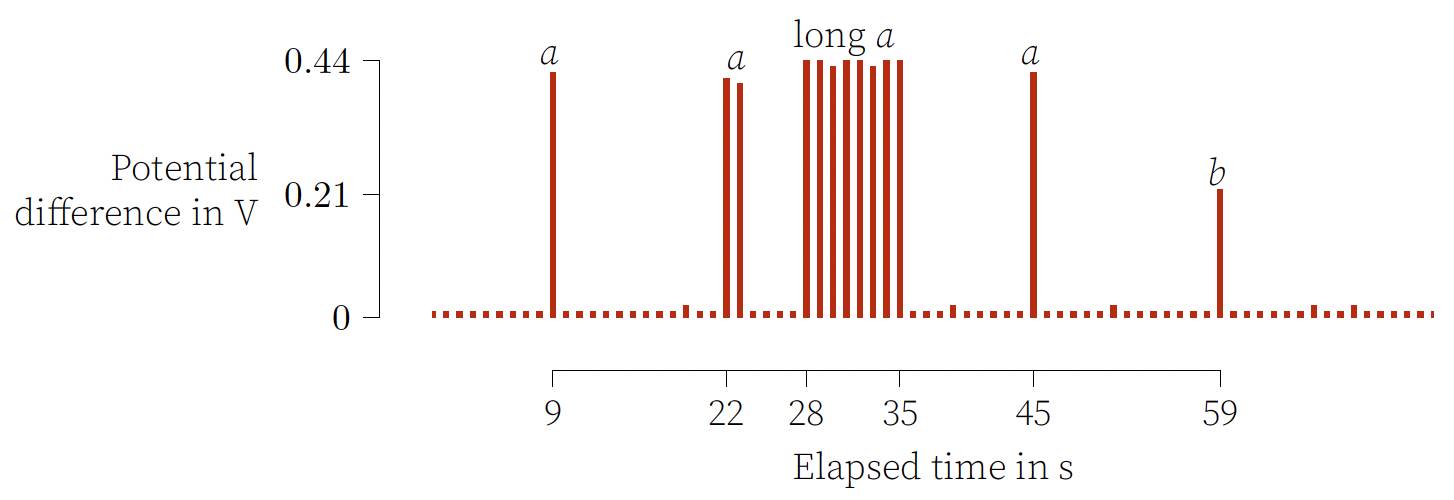 long a
a
a
a
0.44
b
Potential
difference in V
0.21
0
9 22 28 35 45 59
Elapsed time in s